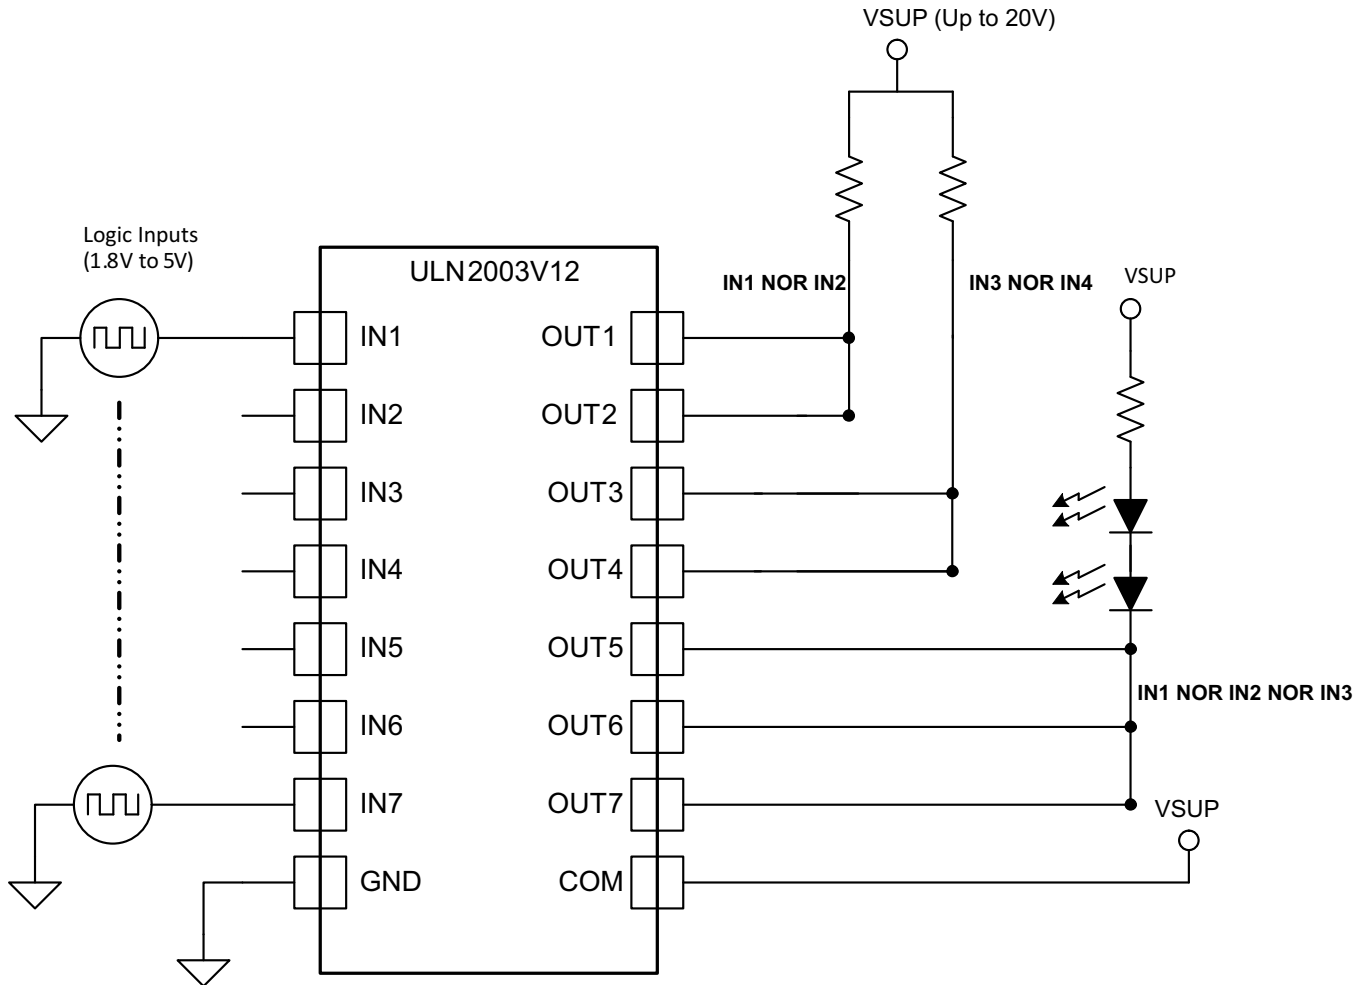 VSUP (Up to 20V)
Logic Inputs
(1.8V to 5V)
ULN2003V12
IN1 NOR IN2
IN3 NOR IN4
VSUP
IN1
OUT1
IN2
OUT2
IN3
OUT3
IN4
OUT4
IN5
OUT5
IN1 NOR IN2 NOR IN3
IN6
OUT6
IN7
OUT7
VSUP
GND
COM